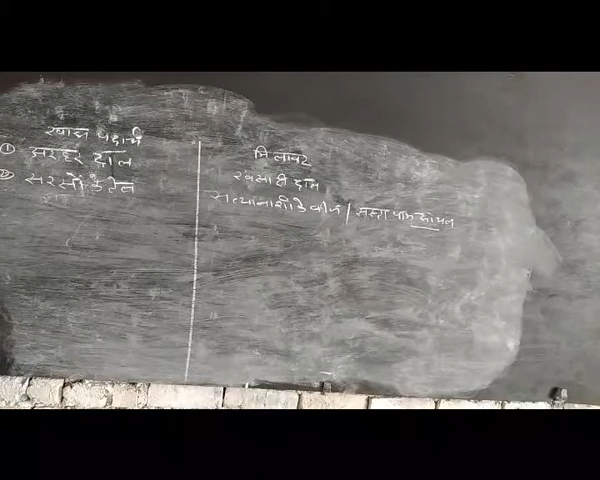 खाद्य पदार्थ
① अरहर दाल
② सरसों के तेल
मिलावट
खेसारी दाल
सत्यानाशी के बीज / सस्ता पाम ऑयल